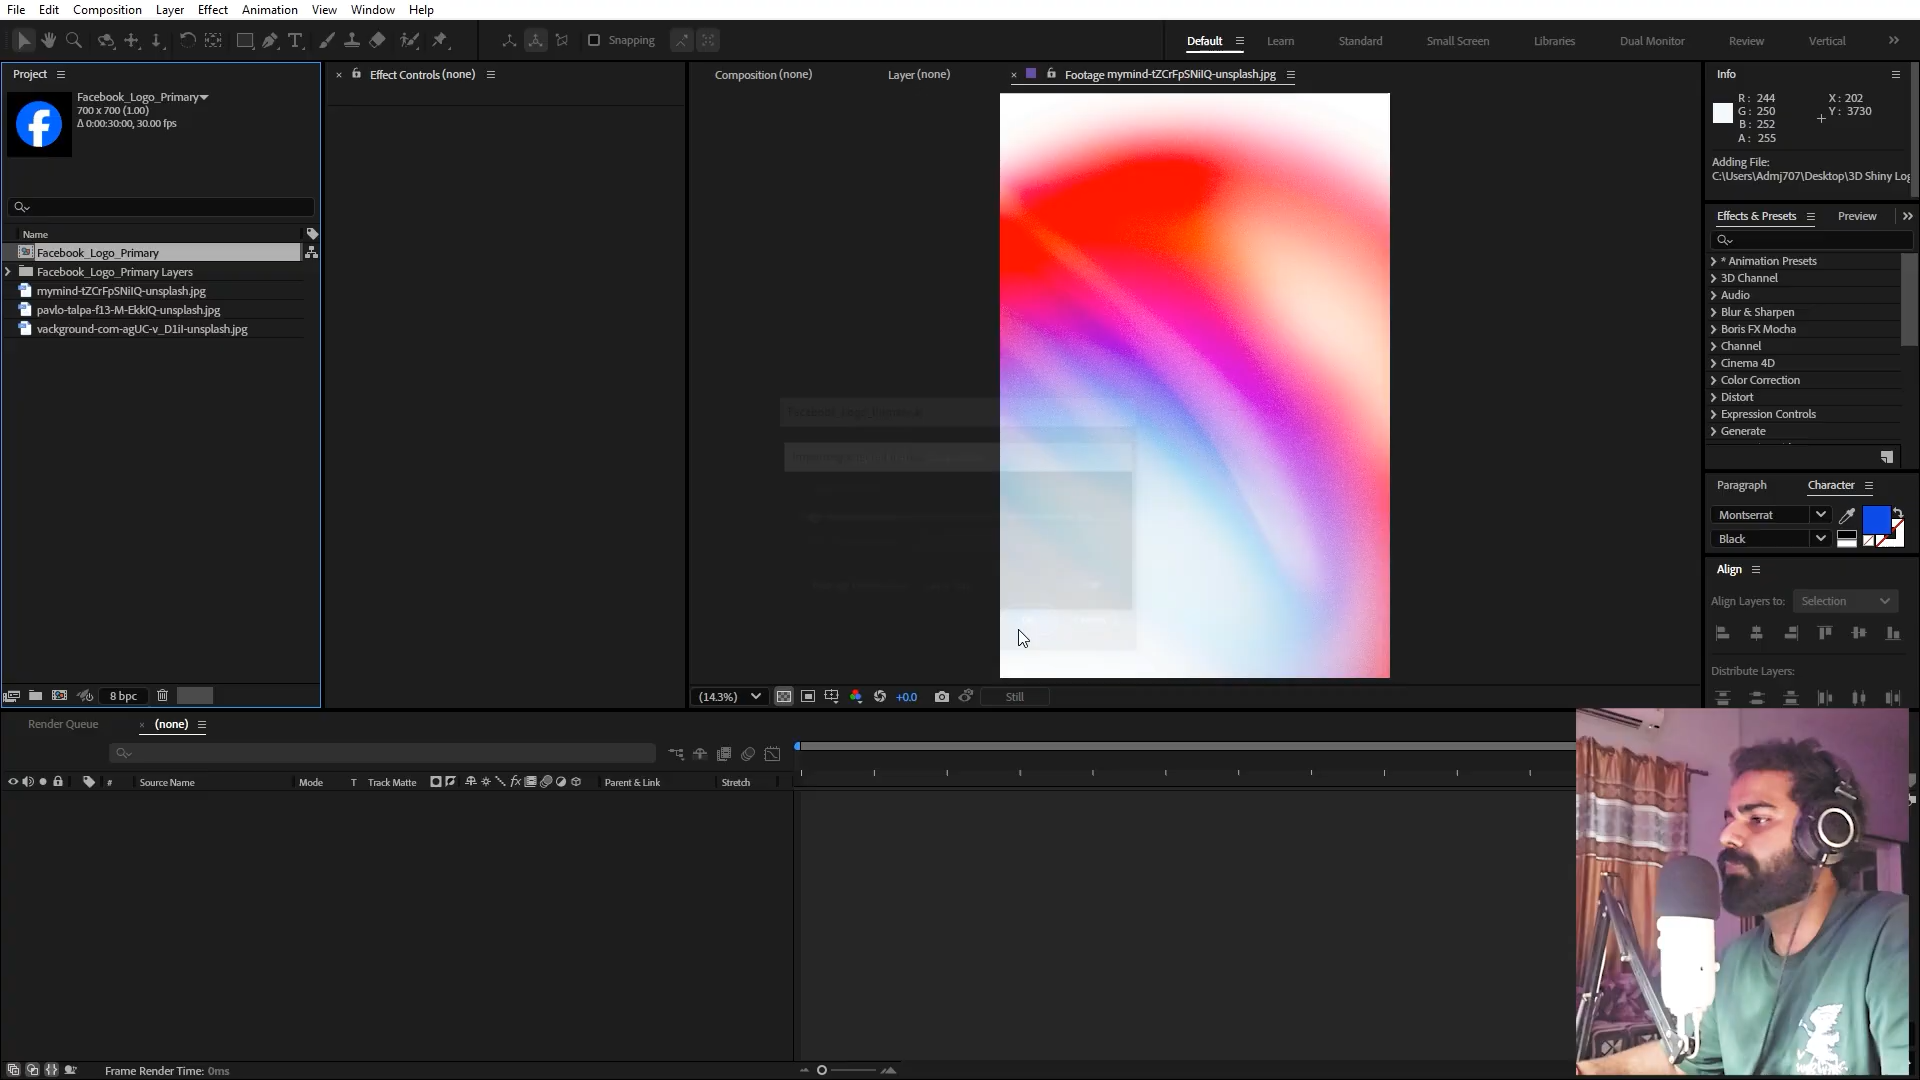 File Edit Composition Layer Effect Animation View Window Help
Snapping
Default Learn Standard Small Screen Libraries Dual Monitor Review Vertical
Project
Facebook_Logo_Primary
700 x 700 (1.00)
Δ 0:00:30:00, 30.00 fps
Name
Facebook_Logo_Primary
Facebook_Logo_Primary Layers
mymind-tZCrFpSNiIQ-unsplash.jpg
pavlo-talpa-f13-M-EkkIQ-unsplash.jpg
vackground-com-agUC-v_D1iI-unsplash.jpg
8 bpc
Effect Controls (none)
Composition (none) Layer (none) Footage mymind-tZCrFpSNiIQ-unsplash.jpg
Facebook_Logo_Primary.ai
(14.3%) +0.0 Still
Info
R: 244 X: 202
G: 250 Y: 3730
B: 252
A: 255
Adding File:
C:\Users\Admj707\Desktop\3D Shiny Log
Effects & Presets Preview
* Animation Presets
3D Channel
Audio
Blur & Sharpen
Boris FX Mocha
Channel
Cinema 4D
Color Correction
Distort
Expression Controls
Generate
Paragraph Character
Montserrat
Black
Align
Align Layers to: Selection
Distribute Layers:
Render Queue (none)
# Source Name Mode T Track Matte fx Parent & Link Stretch
Frame Render Time: 0ms